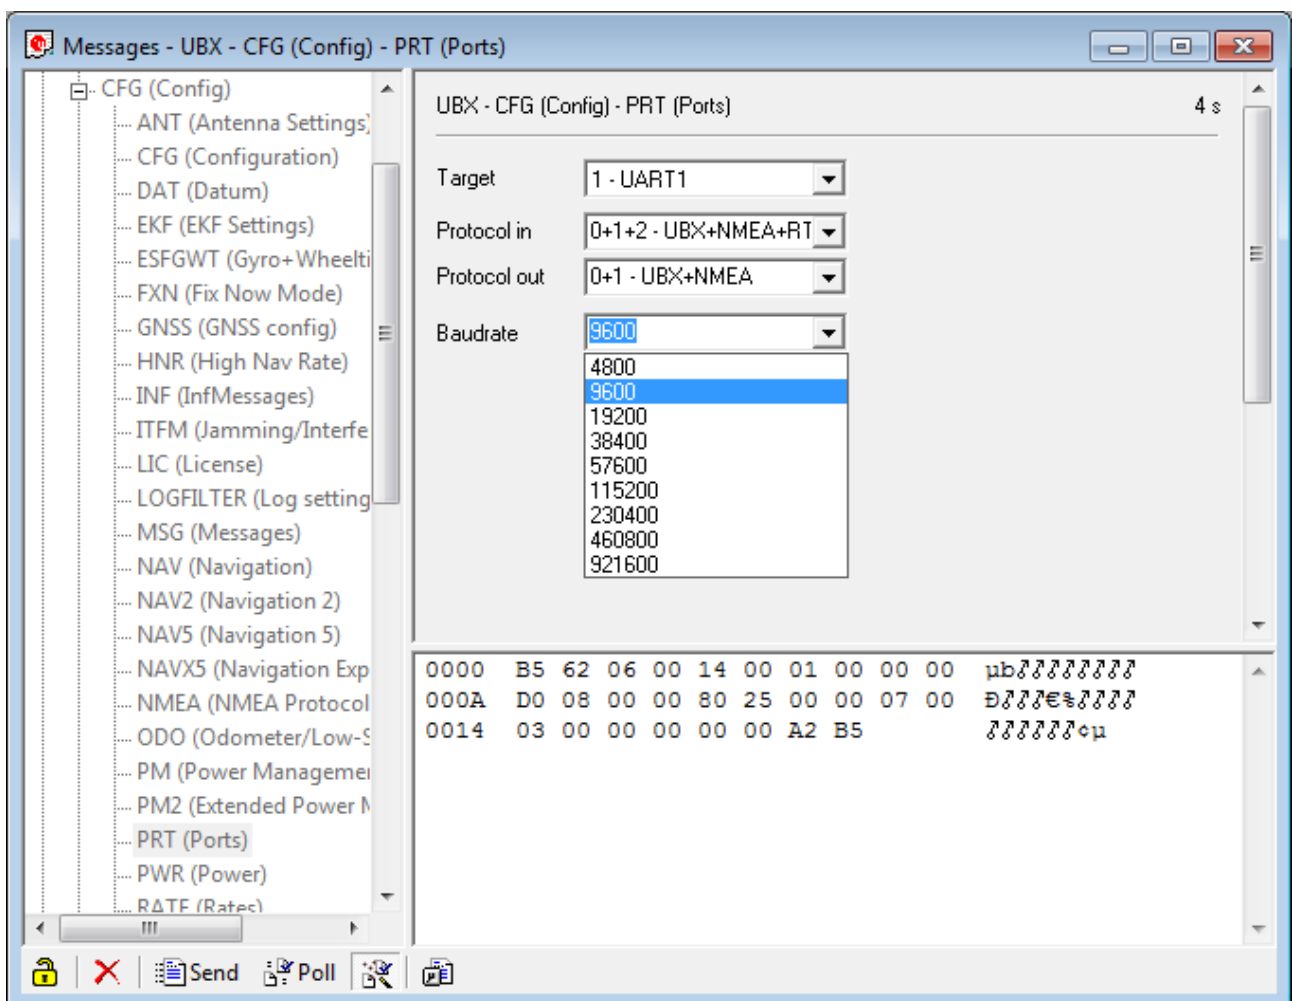 Messages - UBX - CFG (Config) - PRT (Ports)
CFG (Config)
ANT (Antenna Settings)
CFG (Configuration)
DAT (Datum)
EKF (EKF Settings)
ESFGWT (Gyro+Wheelti
FXN (Fix Now Mode)
GNSS (GNSS config)
HNR (High Nav Rate)
INF (InfMessages)
ITFM (Jamming/Interfe
LIC (License)
LOGFILTER (Log setting
MSG (Messages)
NAV (Navigation)
NAV2 (Navigation 2)
NAV5 (Navigation 5)
NAVX5 (Navigation Exp
NMEA (NMEA Protocol
ODO (Odometer/Low-S
PM (Power Managemen
PM2 (Extended Power M
PRT (Ports)
PWR (Power)
RATE (Rates)
UBX - CFG (Config) - PRT (Ports) 4 s
Target 1 - UART1
Protocol in 0+1+2 - UBX+NMEA+RT
Protocol out 0+1 - UBX+NMEA
Baudrate 9600
4800
9600
19200
38400
57600
115200
230400
460800
921600
0000 B5 62 06 00 14 00 01 00 00 00 µb
000A D0 08 00 00 80 25 00 00 07 00 Ð €%
0014 03 00 00 00 00 00 A2 B5 ¢µ
Send Poll